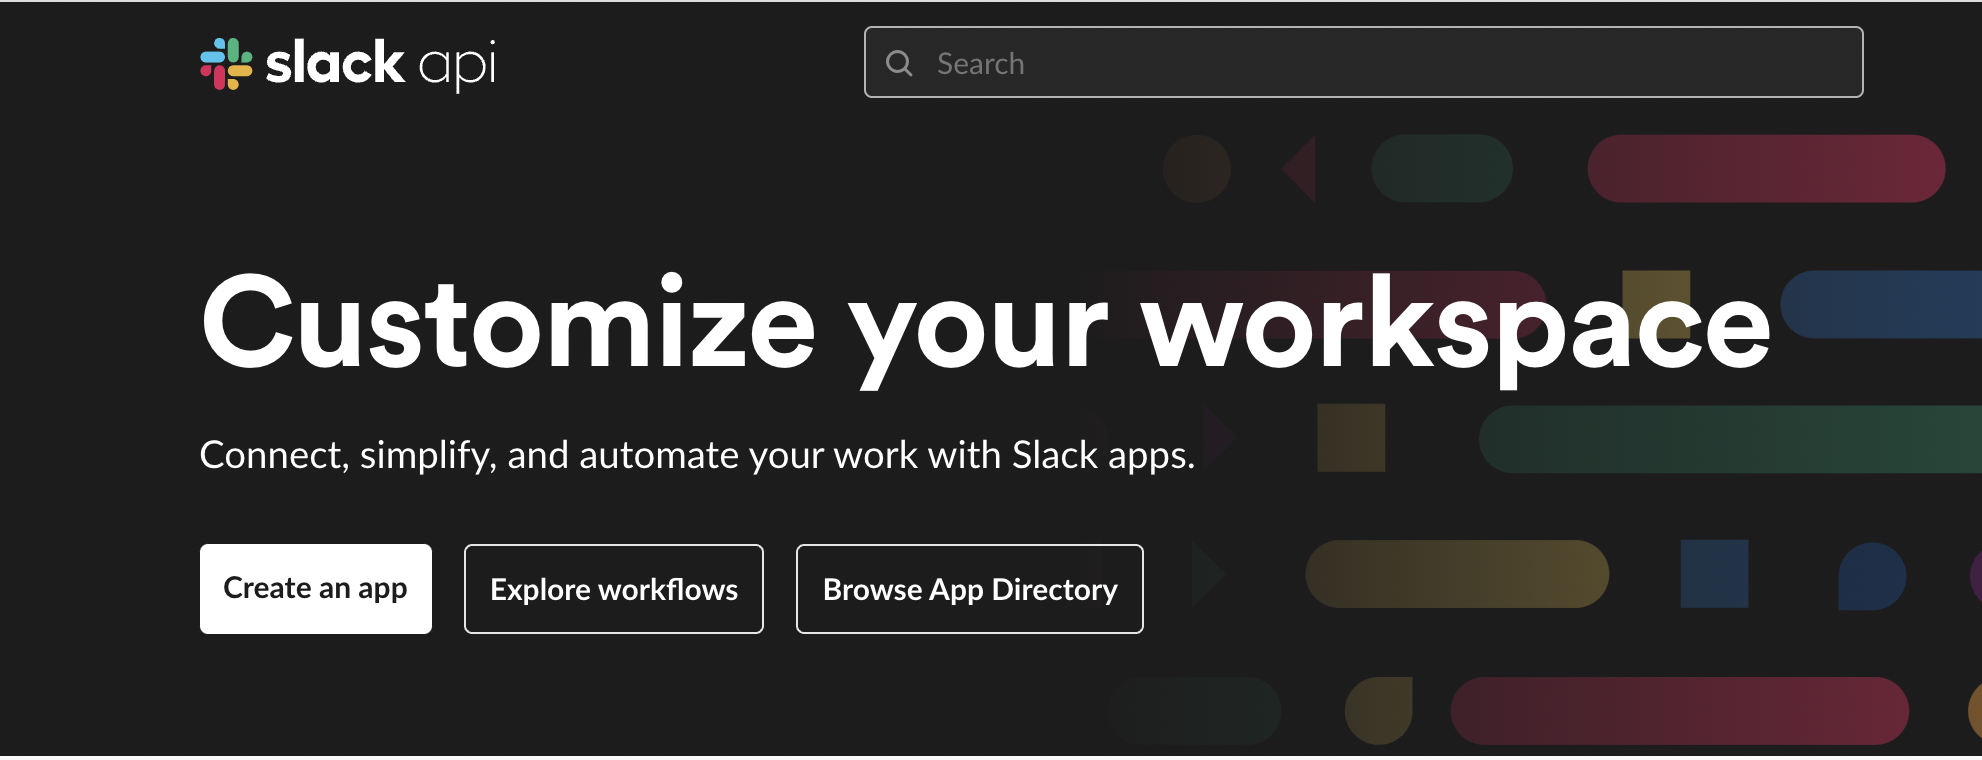 slack api
Search
Customize your workspace
Connect, simplify, and automate your work with Slack apps.
Create an app
Explore workflows
Browse App Directory